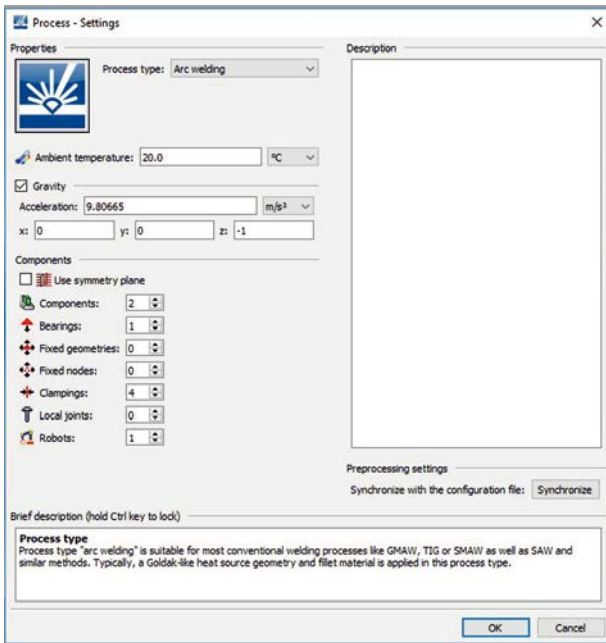 Process - Settings
Properties
Process type: Arc welding
Ambient temperature: 20.0 °C
Gravity
Acceleration: 9.80665 m/s²
x: 0 y: 0 z: -1
Components
Use symmetry plane
Components: 2
Bearings: 1
Fixed geometries: 0
Fixed nodes: 0
Clampings: 4
Local joints: 0
Robots: 1
Description
Preprocessing settings
Synchronize with the configuration file: Synchronize
Brief description (hold Ctrl key to lock)
Process type
Process type "arc welding" is suitable for most conventional welding processes like GMAW, TIG or SMAW as well as SAW and
similar methods. Typically, a Goldak-like heat source geometry and fillet material is applied in this process type.
OK Cancel